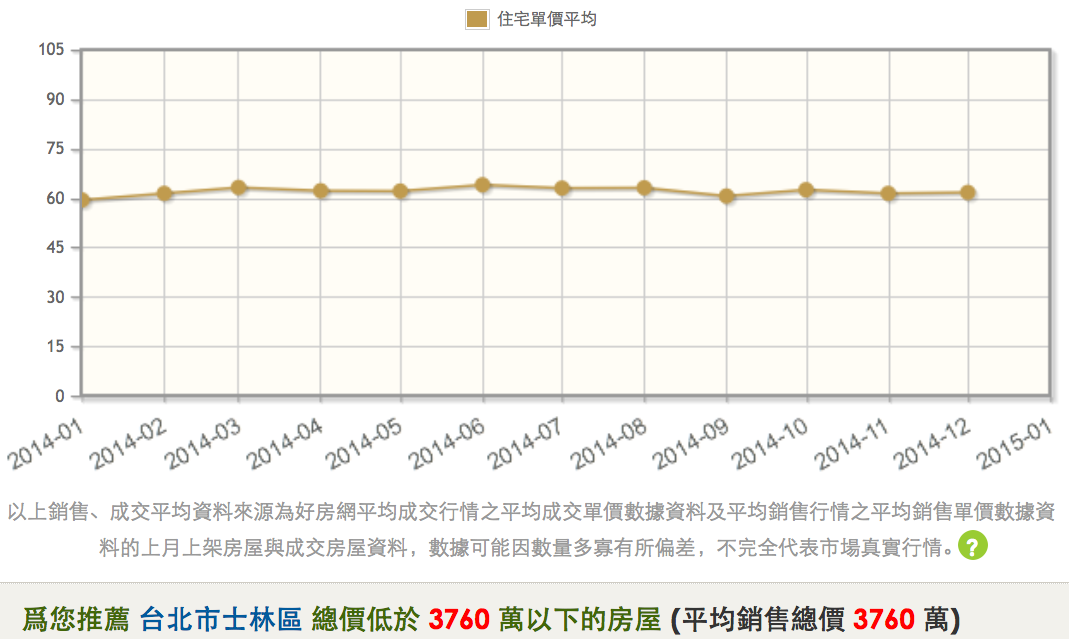 住宅單價平均
105
90
75
60
45
30
15
0
2014-01 2014-02 2014-03 2014-04 2014-05 2014-06 2014-07 2014-08 2014-09 2014-10 2014-11 2014-12 2015-01
以上銷售、成交平均資料來源為好房網平均成交行情之平均成交單價數據資料及平均銷售行情之平均銷售單價數據資
料的上月上架房屋與成交房屋資料，數據可能因數量多寡有所偏差，不完全代表市場真實行情。?
爲您推薦 台北市士林區 總價低於 3760 萬以下的房屋 (平均銷售總價 3760 萬)